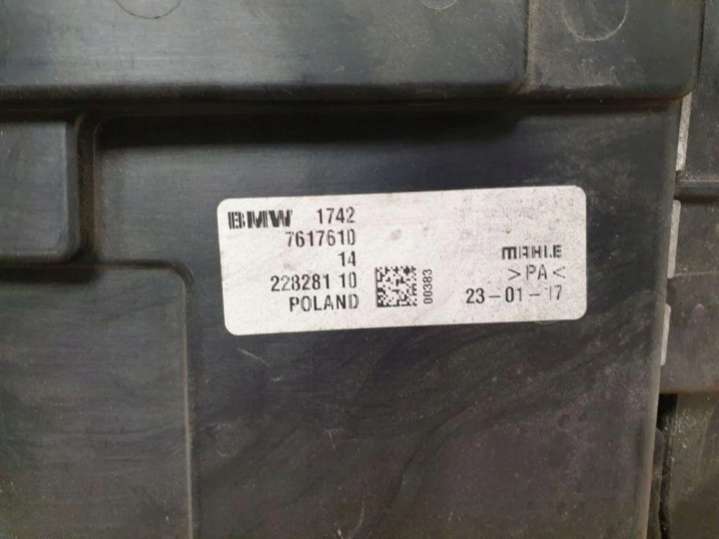 BMW 1742
7617610
14
228281 10
POLAND
00383
MAHLE
>PA<
23-01-17